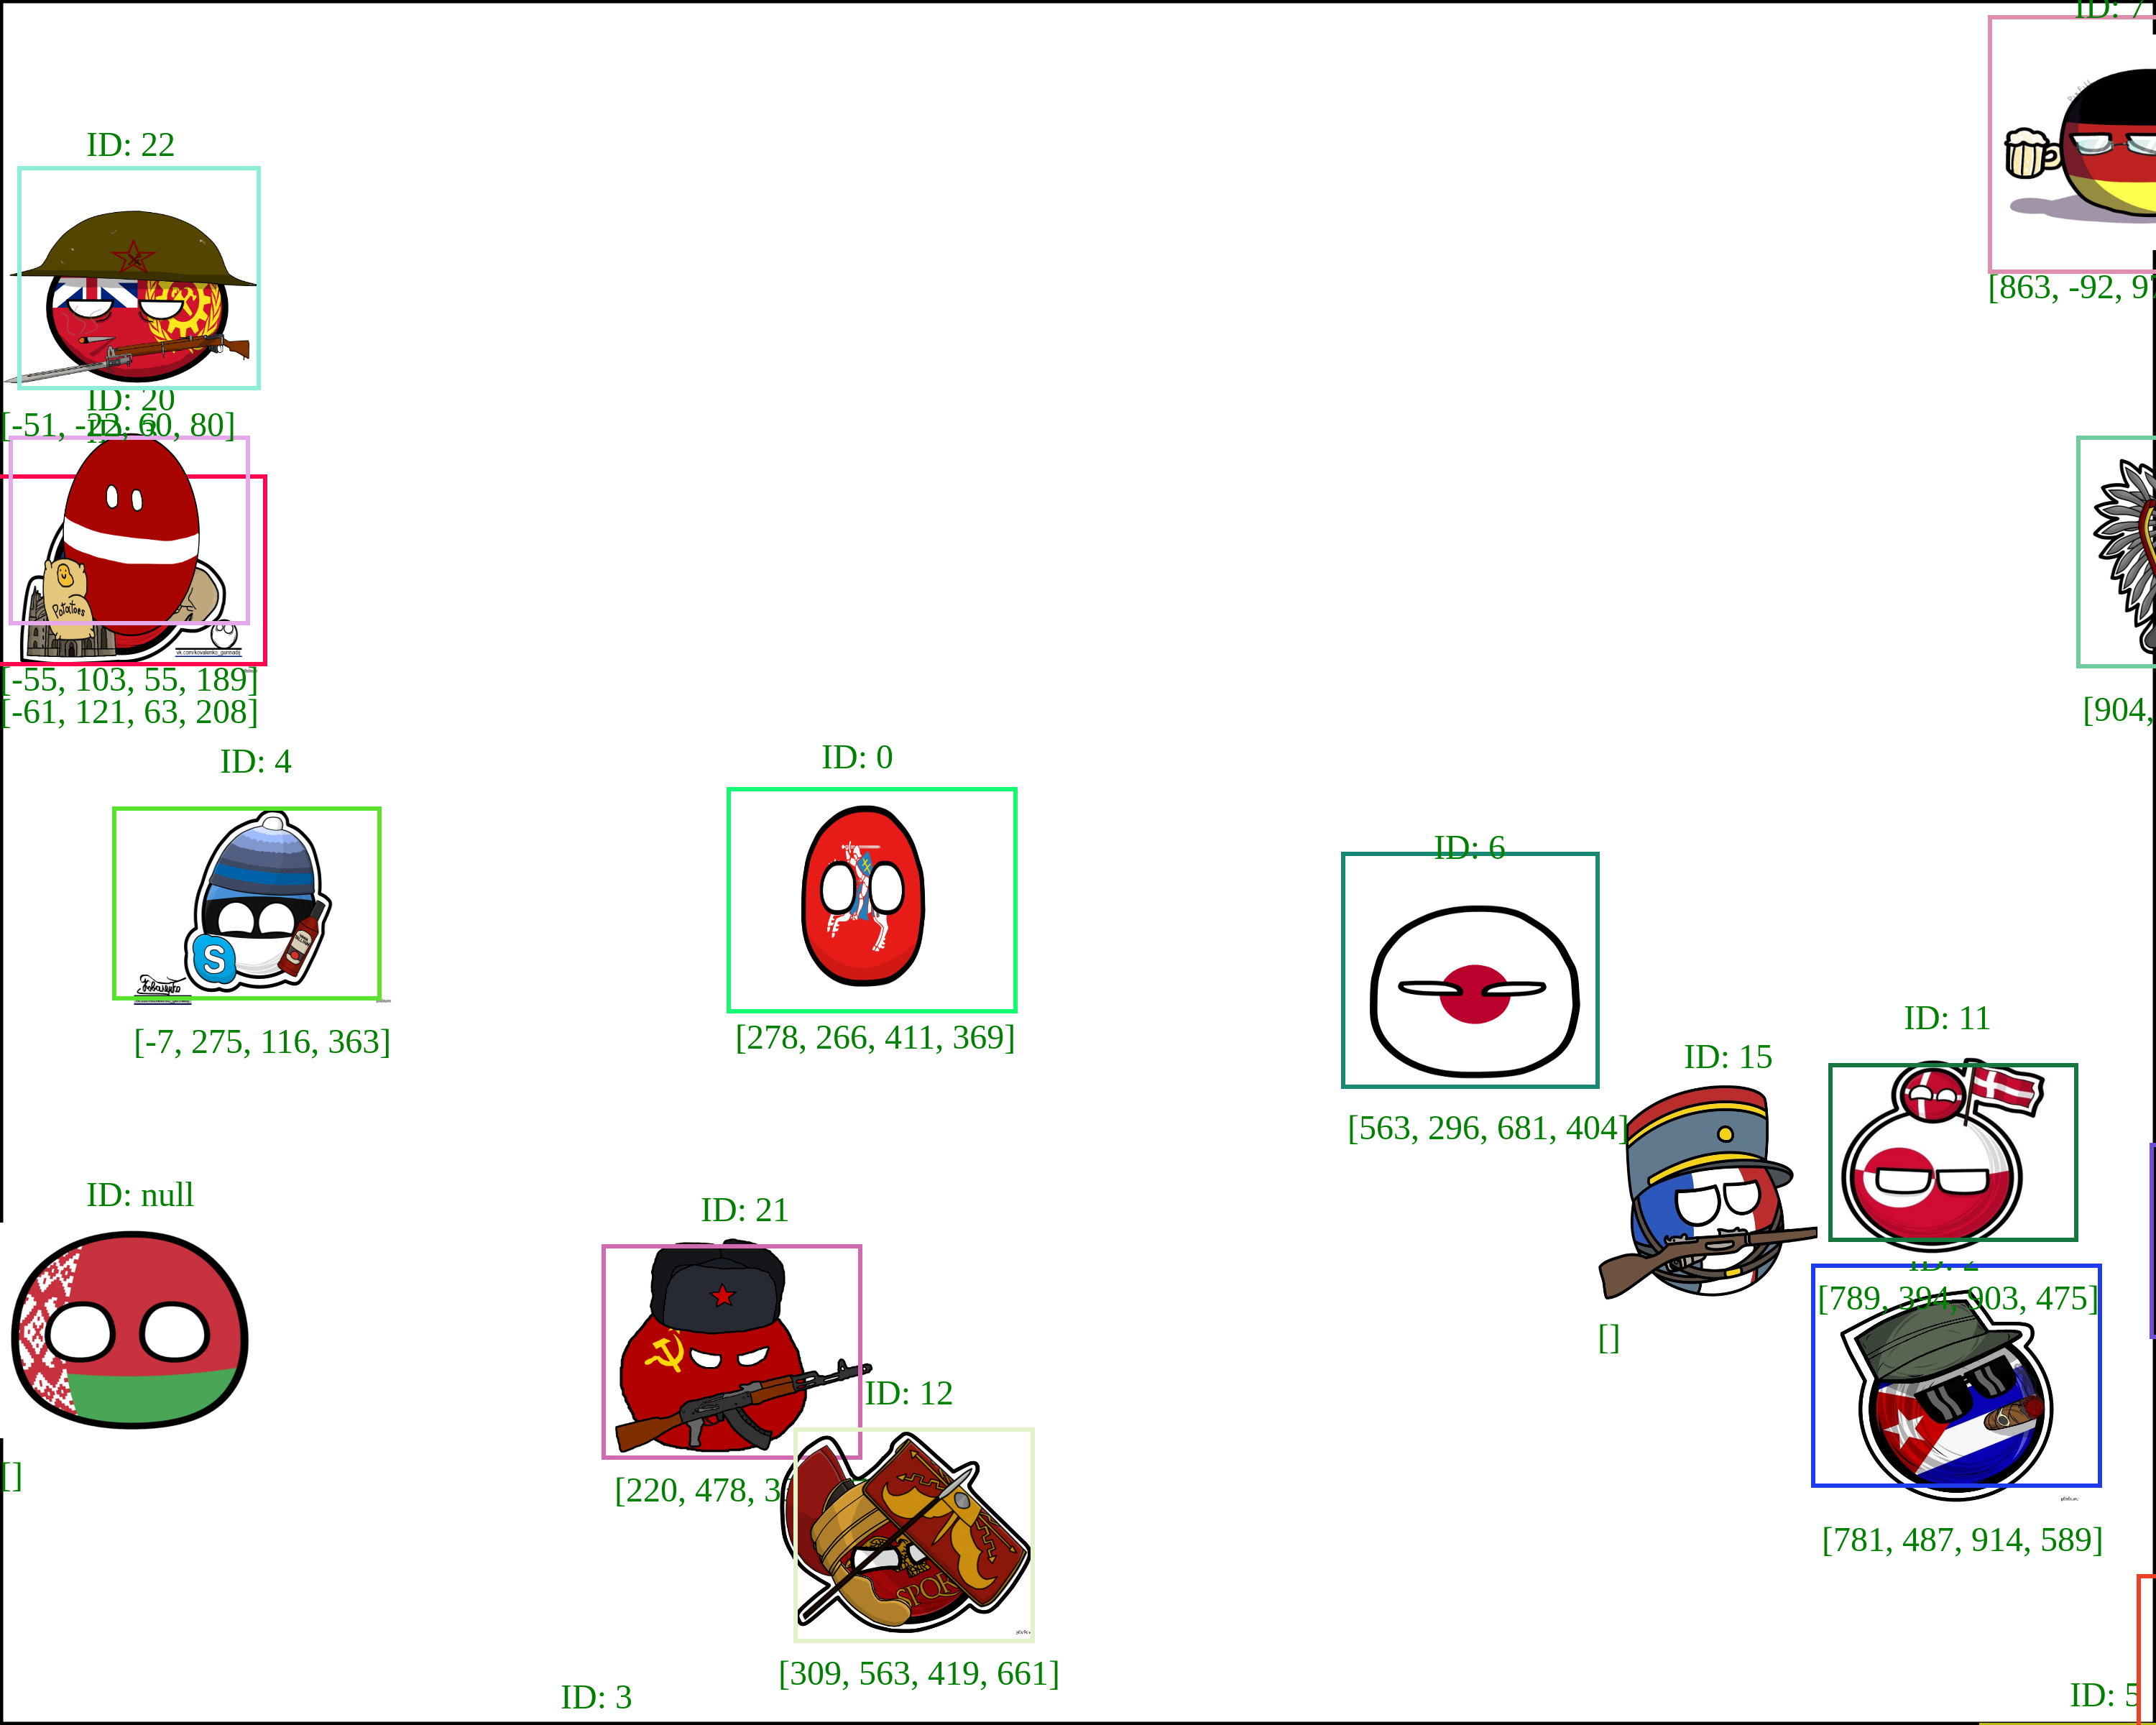 ID: 7
ID: 22
[863, -92, 9
ID: 20
[-51, -22, 60, 80]
Potatoes
vk.com/kovalenko_gennadij
[-55, 103, 55, 189]
[-61, 121, 63, 208]
[904,
ID: 4
ID: 0
ID: 6
S
[-7, 275, 116, 363]
[278, 266, 411, 369]
ID: 11
ID: 15
[563, 296, 681, 404]
ID: null
ID: 21
ID: 2
[789, 394, 903, 475]
[]
ID: 12
[]
[220, 478, 3
SPQR
[781, 487, 914, 589]
[309, 563, 419, 661]
ID: 3
ID: 5